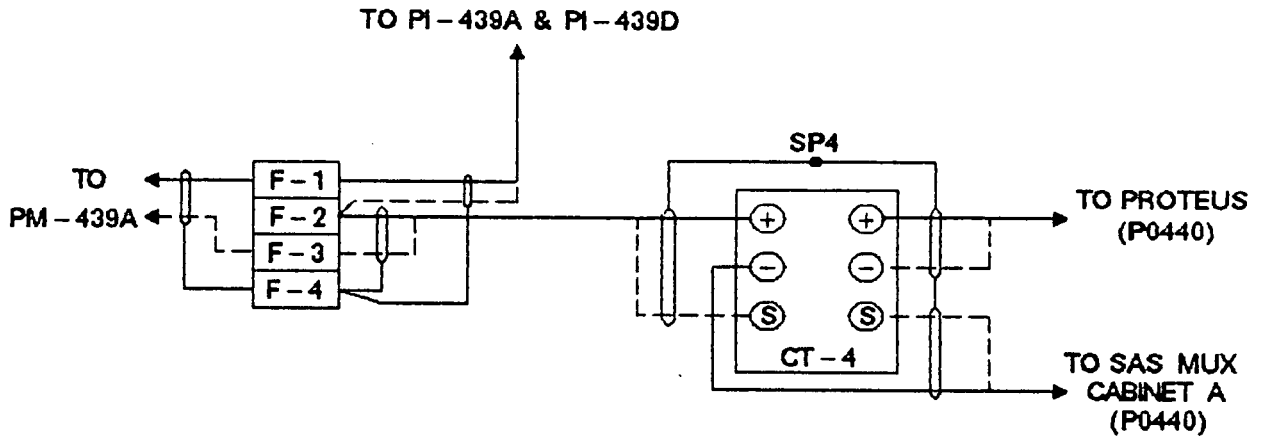 TO PI-439A & PI-439D
SP4
TO
PM-439A
F-1
F-2
F-3
F-4
+ +
- -
S S
CT-4
TO PROTEUS
(P0440)
TO SAS MUX
CABINET A
(P0440)